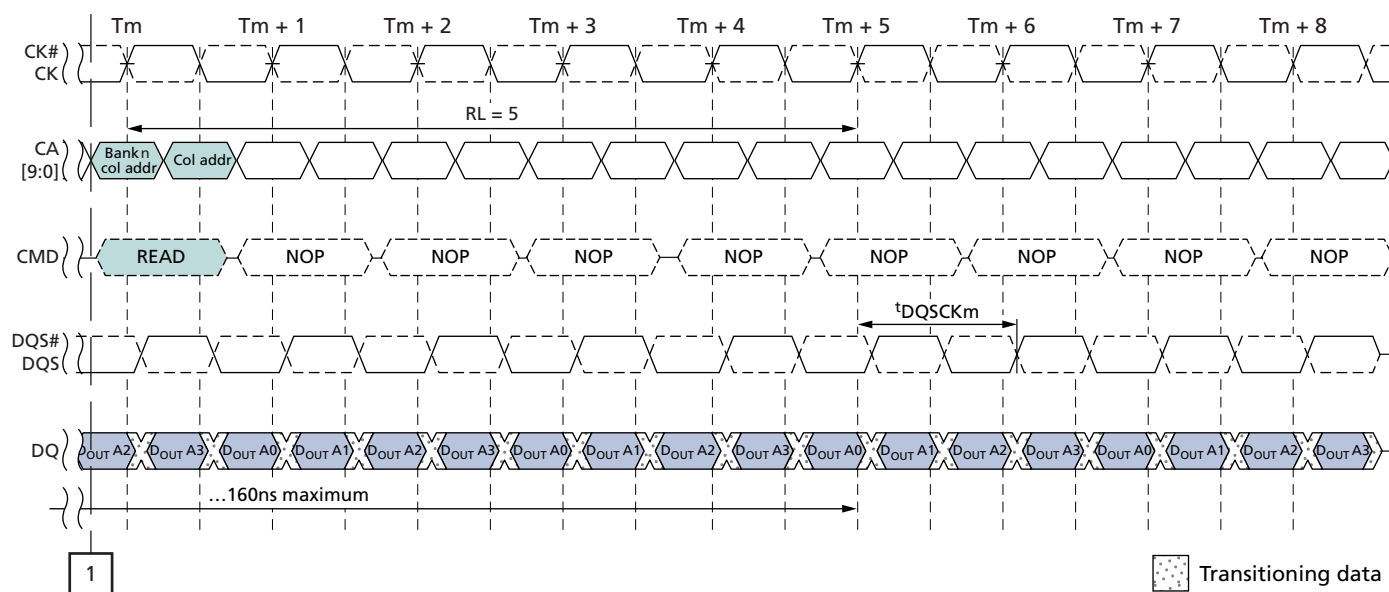 Tm Tm + 1 Tm + 2 Tm + 3 Tm + 4 Tm + 5 Tm + 6 Tm + 7 Tm + 8
CK#
CK
RL = 5
CA
[9:0]
Bank n
col addr
Col addr
CMD READ NOP NOP NOP NOP NOP NOP NOP NOP
tDQSCKm
DQS#
DQS
DQ DOUT A2 DOUT A3 DOUT A0 DOUT A1 DOUT A2 DOUT A3 DOUT A0 DOUT A1 DOUT A2 DOUT A3 DOUT A0 DOUT A1 DOUT A2 DOUT A3 DOUT A0 DOUT A1 DOUT A2 DOUT A3
…160ns maximum
1
Transitioning data